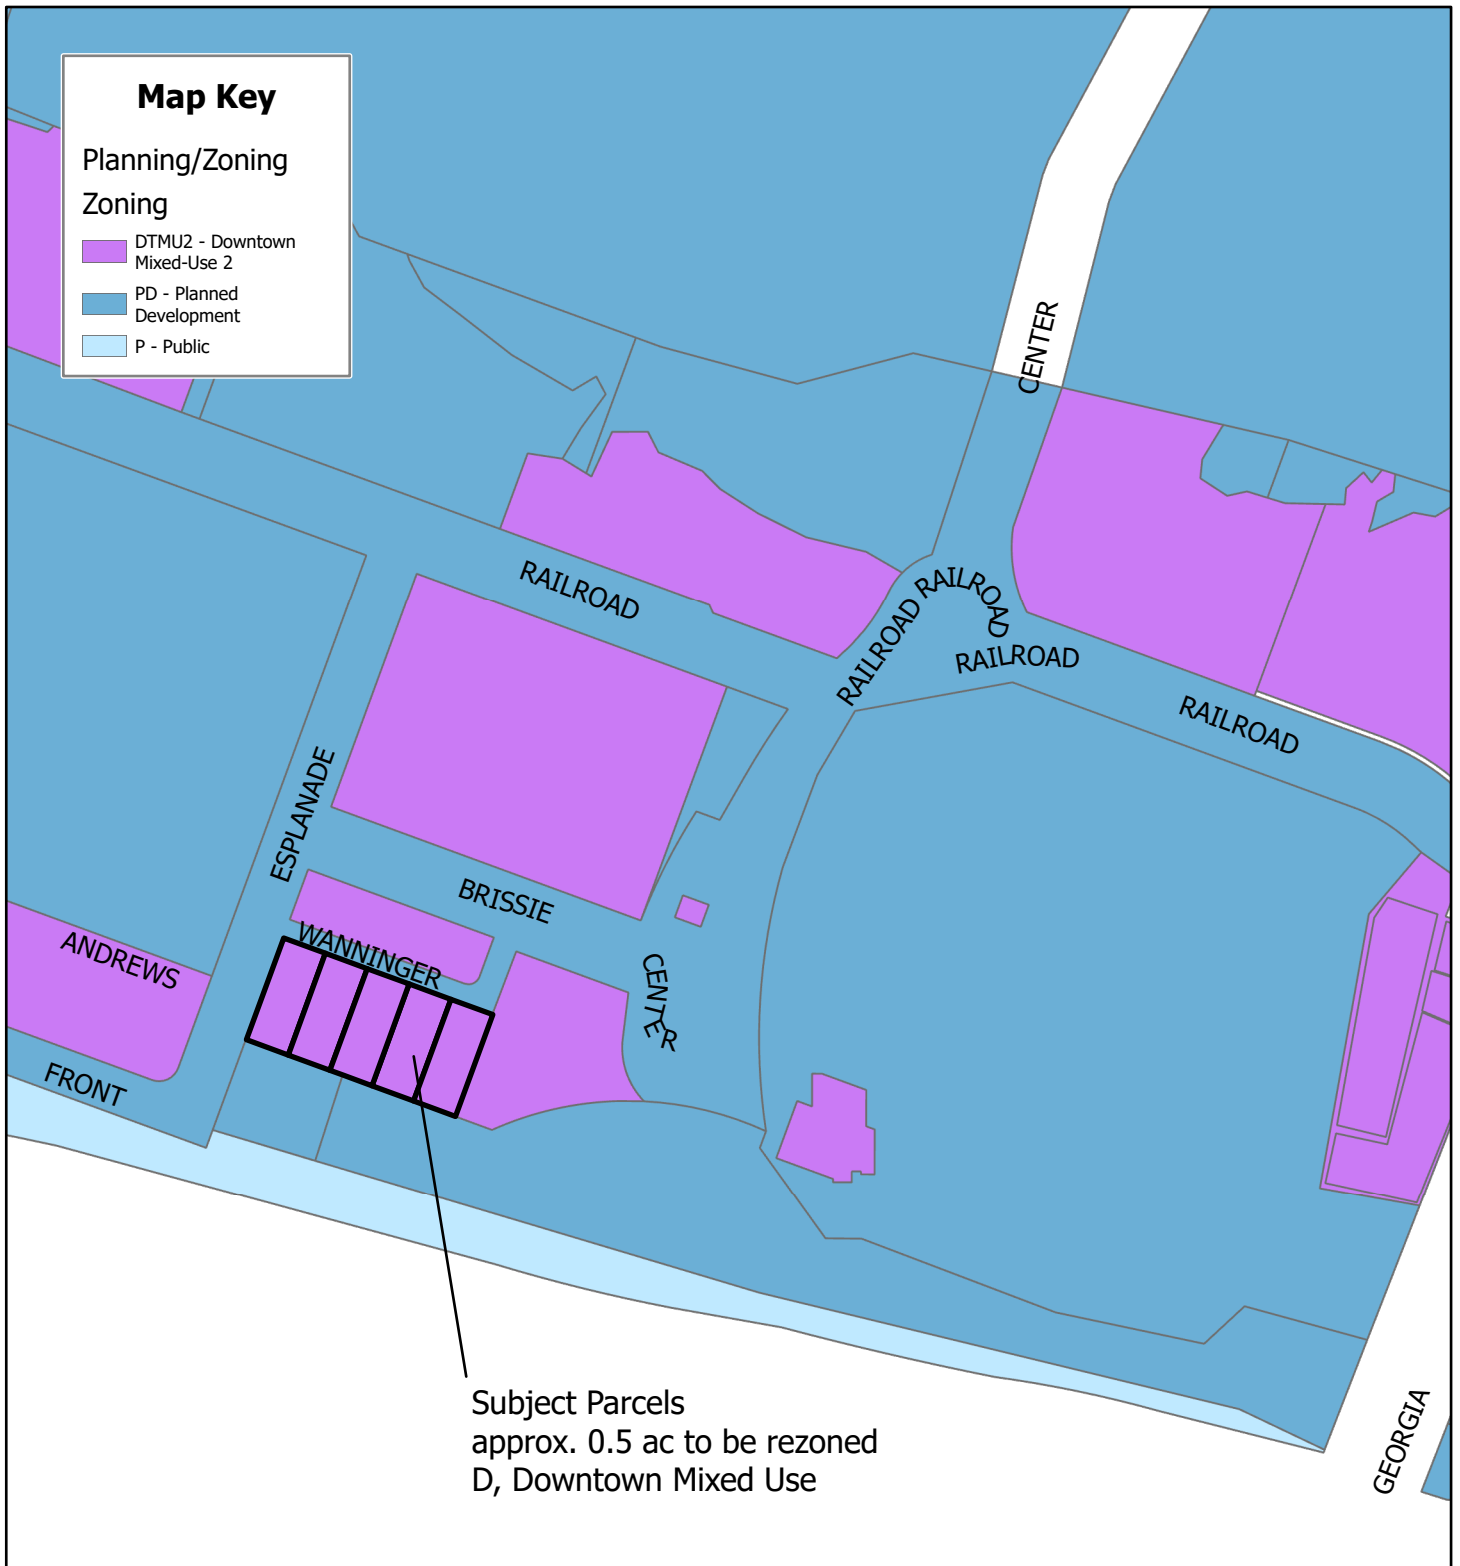 Map Key
Planning/Zoning
Zoning
DTMU2 - Downtown
Mixed-Use 2
PD - Planned
Development
P - Public
CENTER
RAILROAD
RAILROAD
RAILROAD
RAILROAD
RAILROAD
ESPLANADE
BRISSIE
WANNINGER
ANDREWS
CENTER
FRONT
Subject Parcels
approx. 0.5 ac to be rezoned
D, Downtown Mixed Use
GEORGIA